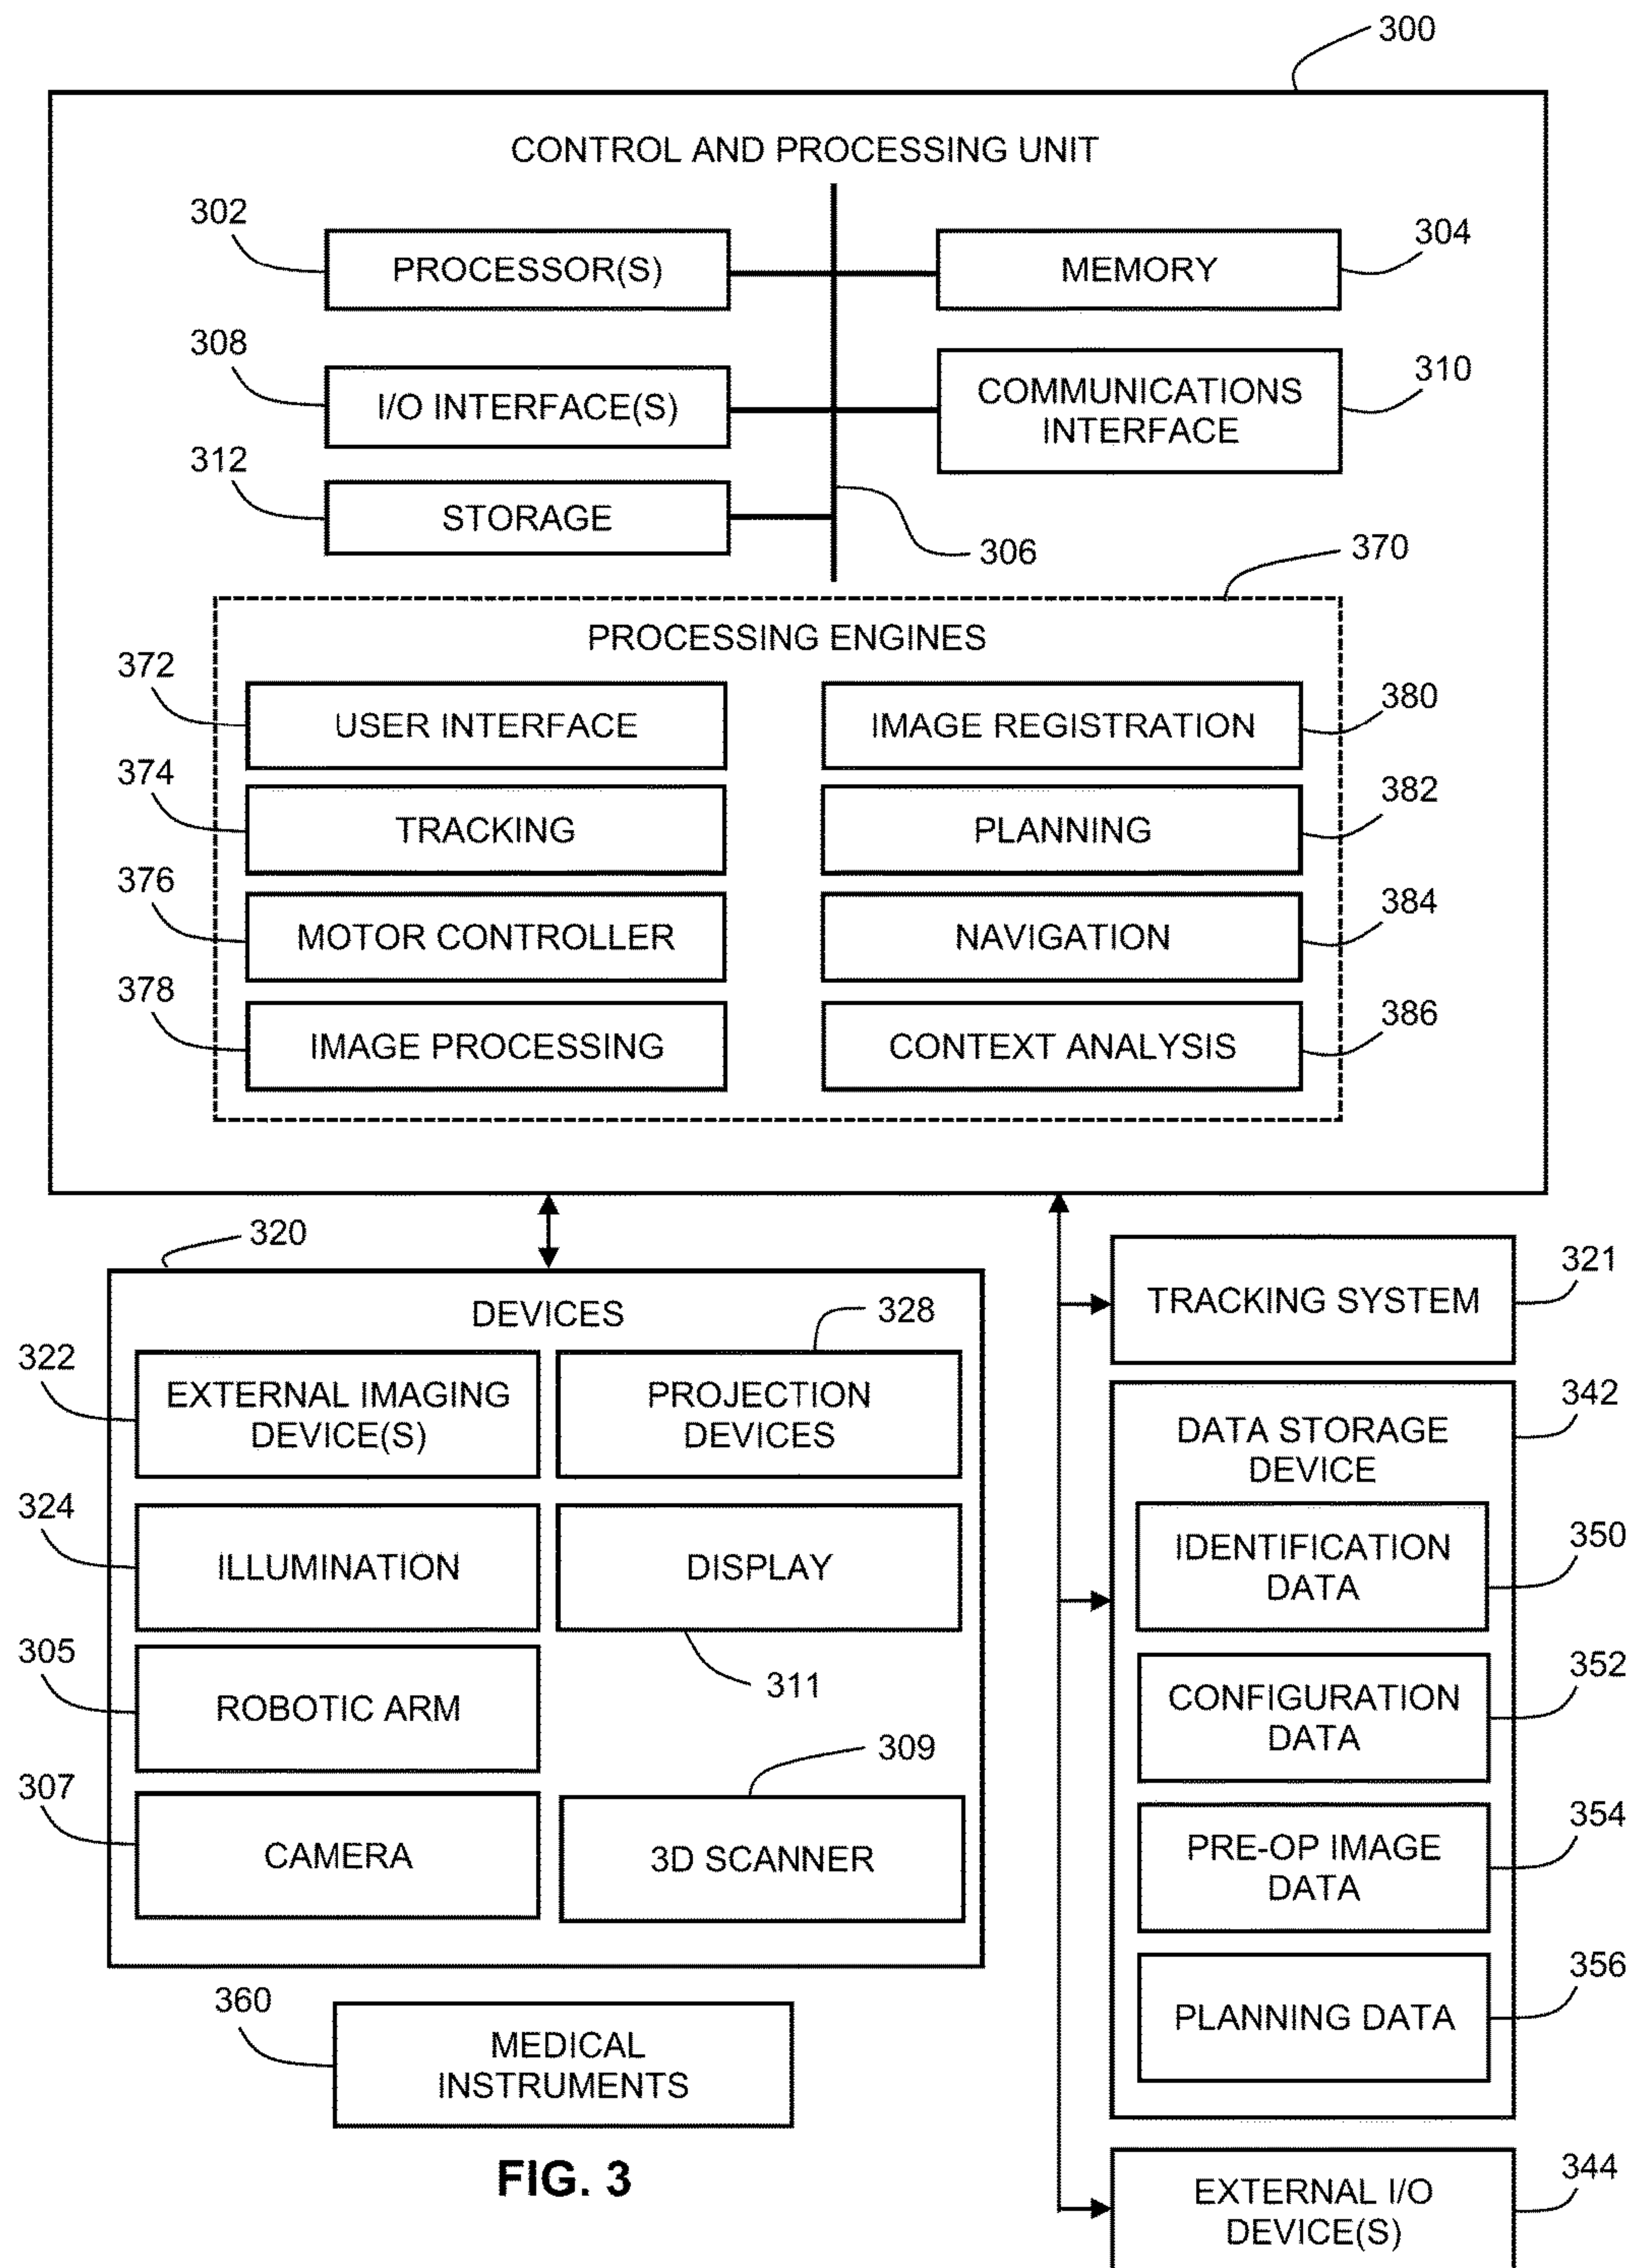 300
CONTROL AND PROCESSING UNIT
302
PROCESSOR(S)
MEMORY
304
308
I/O INTERFACE(S)
COMMUNICATIONS
INTERFACE
310
312
STORAGE
306
370
PROCESSING ENGINES
372
USER INTERFACE
IMAGE REGISTRATION
380
374
TRACKING
PLANNING
382
376
MOTOR CONTROLLER
NAVIGATION
384
378
IMAGE PROCESSING
CONTEXT ANALYSIS
386
320
DEVICES
328
322
EXTERNAL IMAGING
DEVICE(S)
PROJECTION
DEVICES
324
ILLUMINATION
DISPLAY
311
305
ROBOTIC ARM
309
307
CAMERA
3D SCANNER
360
MEDICAL
INSTRUMENTS
321
TRACKING SYSTEM
342
DATA STORAGE
DEVICE
350
IDENTIFICATION
DATA
352
CONFIGURATION
DATA
354
PRE-OP IMAGE
DATA
356
PLANNING DATA
344
EXTERNAL I/O
DEVICE(S)
FIG. 3